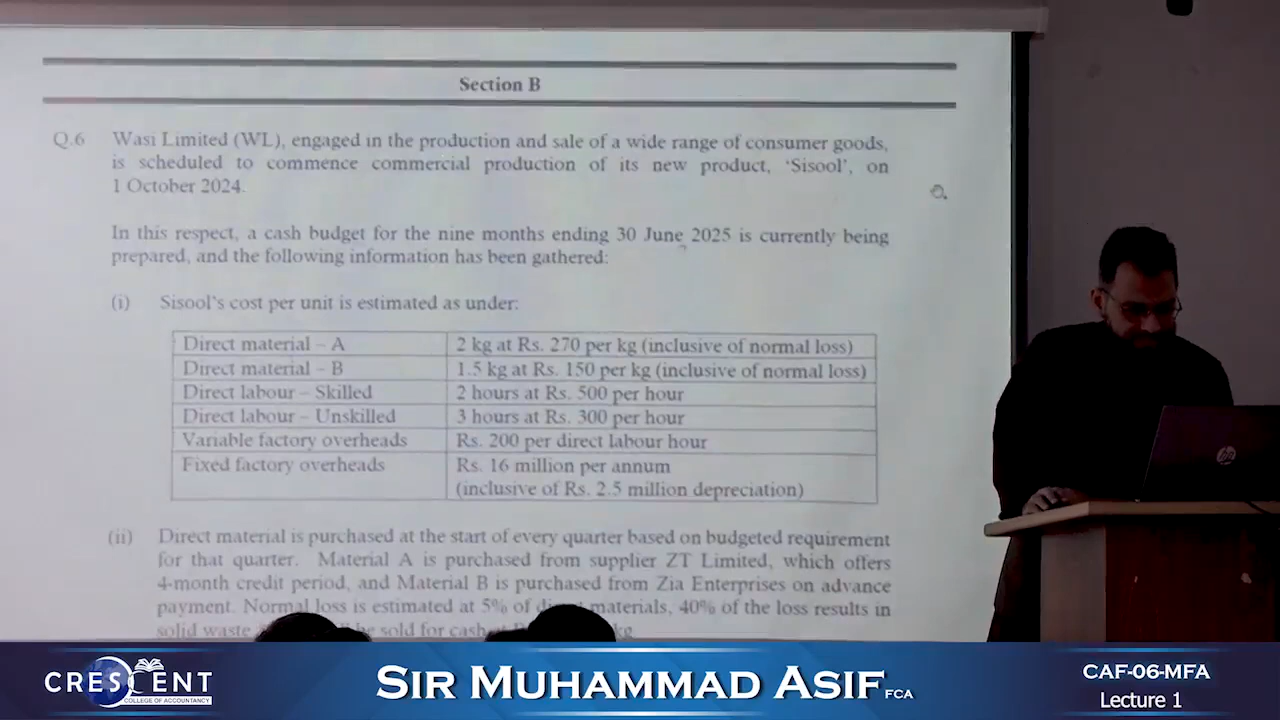 Section B
Q.6 Wasi Limited (WL), engaged in the production and sale of a wide range of consumer goods,
is scheduled to commence commercial production of its new product, ‘Sisool’, on
1 October 2024.
In this respect, a cash budget for the nine months ending 30 June 2025 is currently being
prepared, and the following information has been gathered:
(i) Sisool's cost per unit is estimated as under:
Direct material – A 2 kg at Rs. 270 per kg (inclusive of normal loss)
Direct material – B 1.5 kg at Rs. 150 per kg (inclusive of normal loss)
Direct labour – Skilled 2 hours at Rs. 500 per hour
Direct labour – Unskilled 3 hours at Rs. 300 per hour
Variable factory overheads Rs. 200 per direct labour hour
Fixed factory overheads Rs. 16 million per annum
(inclusive of Rs. 2.5 million depreciation)
(ii) Direct material is purchased at the start of every quarter based on budgeted requirement
for that quarter. Material A is purchased from supplier ZT Limited, which offers
4-month credit period, and Material B is purchased from Zia Enterprises on advance
payment. Normal loss is estimated at 5% of materials, 40% of the loss results in
solid waste be sold for cash kg
hp
CRESCENT
COLLEGE OF ACCOUNTANCY
SIR MUHAMMAD ASIF FCA
CAF-06-MFA
Lecture 1